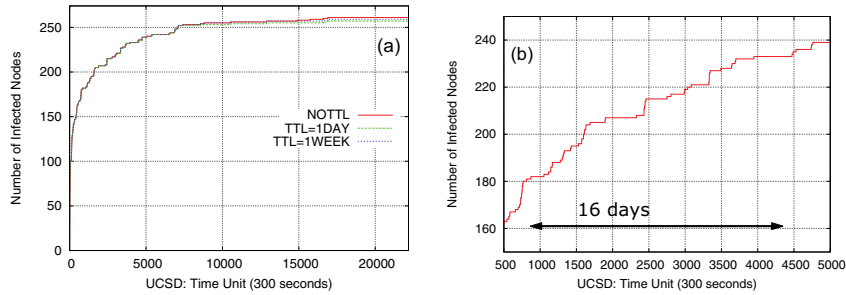 (a)
Number of Infected Nodes
250
200
150
100
50
0
NOTTL
TTL=1DAY
TTL=1WEEK
0 5000 10000 15000 20000
UCSD: Time Unit (300 seconds)
(b)
Number of Infected Nodes
240
220
200
180
160
16 days
500 1000 1500 2000 2500 3000 3500 4000 4500 5000
UCSD: Time Unit (300 seconds)